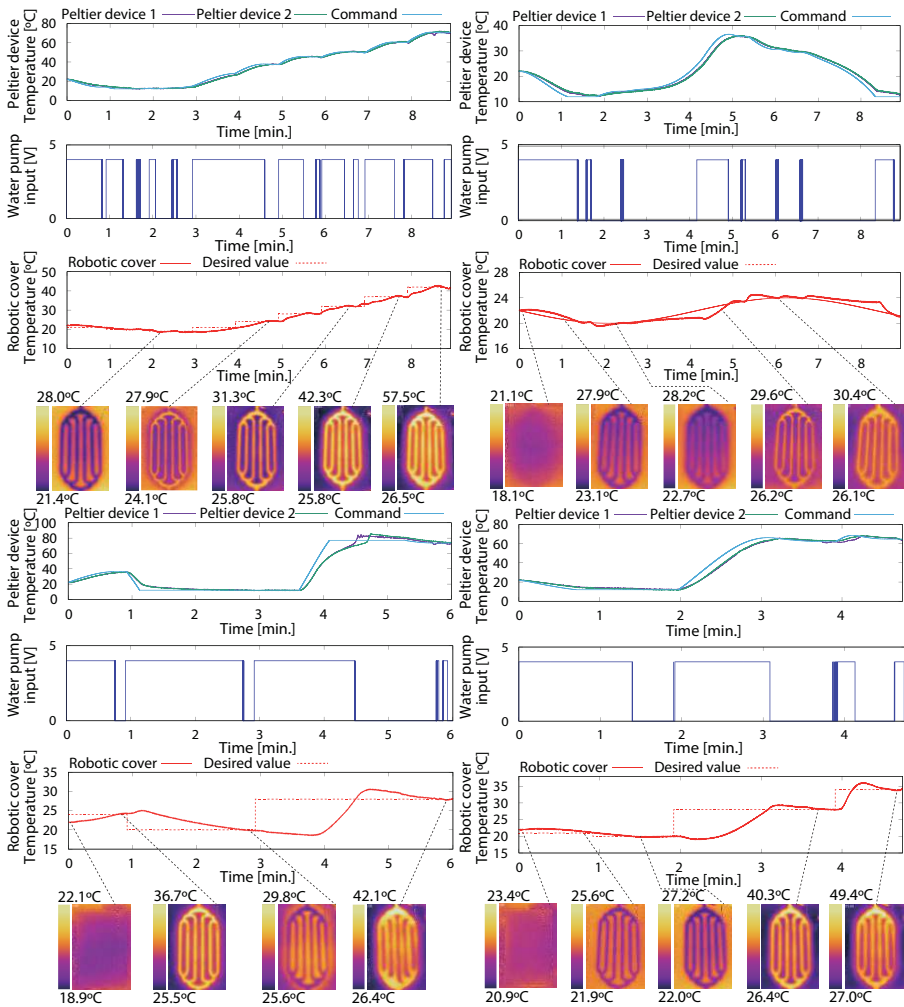 Peltier device 1 Peltier device 2 Command
Peltier device
Temperature [ºC]
80
60
40
20
0
0 1 2 3 4 5 6 7 8
Time [min.]
Water pump
input [V]
5
0
0 1 2 3 4 5 6 7 8
Time [min.]
Robotic cover Desired value
Robotic cover
Temperature [ºC]
50
40
30
20
10
0 1 2 3 4 5 6 7 8
Time [min.]
28.0ºC 27.9ºC 31.3ºC 42.3ºC 57.5ºC
21.4ºC 24.1ºC 25.8ºC 25.8ºC 26.5ºC
Peltier device 1 Peltier device 2 Command
Peltier device
Temperature [ºC]
40
30
20
10
0 1 2 3 4 5 6 7 8
Time [min.]
Water pump
input [V]
5
0
0 1 2 3 4 5 6 7 8
Time [min.]
Robotic cover Desired value
Robotic cover
Temperature [ºC]
28
24
20
16
0 1 2 3 4 5 6 7 8
Time [min.]
21.1ºC 27.9ºC 28.2ºC 29.6ºC 30.4ºC
18.1ºC 23.1ºC 22.7ºC 26.2ºC 26.1ºC
Peltier device 1 Peltier device 2 Command
Peltier device
Temperature [ºC]
100
80
60
40
20
0
0 1 2 3 4 5 6
Time [min.]
Water pump
input [V]
5
0
0 1 2 3 4 5 6
Time [min.]
Robotic cover Desired value
Robotic cover
Temperature [ºC]
35
30
25
20
15
0 1 2 3 4 5 6
Time [min.]
22.1ºC 36.7ºC 29.8ºC 42.1ºC
18.9ºC 25.5ºC 25.6ºC 26.4ºC
Peltier device 1 Peltier device 2 Command
Peltier device
Temperature [ºC]
80
60
40
20
0
0 1 2 3 4
Time [min.]
Water pump
input [V]
5
0
0 1 2 3 4
Time [min.]
Robotic cover Desired value
Robotic cover
Temperature [ºC]
35
30
25
20
15
0 1 2 3 4
Time [min.]
23.4ºC 25.6ºC 27.2ºC 40.3ºC 49.4ºC
20.9ºC 21.9ºC 22.0ºC 26.4ºC 27.0ºC